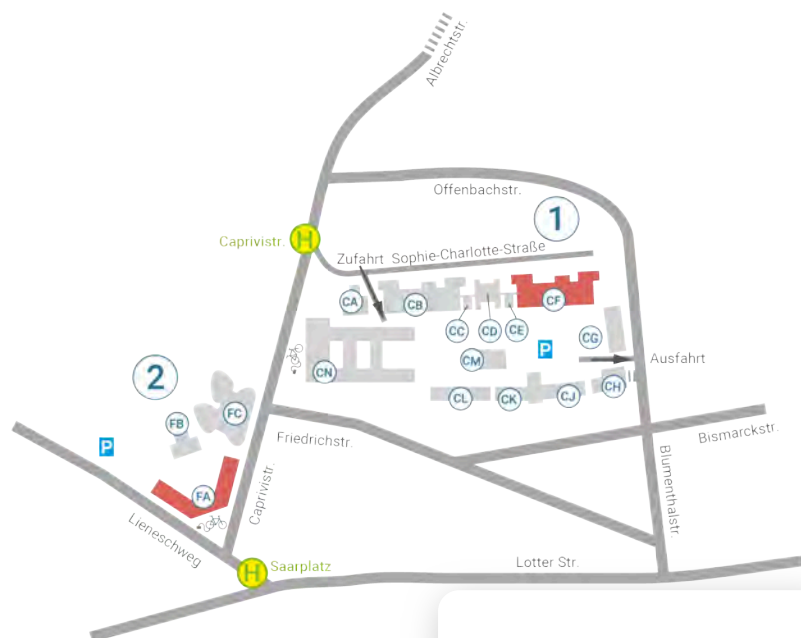 Albrechtstr.
Offenbachstr.
1
Caprivistr.
H
Zufahrt Sophie-Charlotte-Straße
CA
CB
CC
CD
CE
CF
CG
CM
P
Ausfahrt
CN
CL
CK
CJ
CH
2
FB
FC
P
Friedrichstr.
Bismarckstr.
Caprivistr.
Blumenthalstr.
FA
Lieneschweg
H
Saarplatz
Lotter Str.